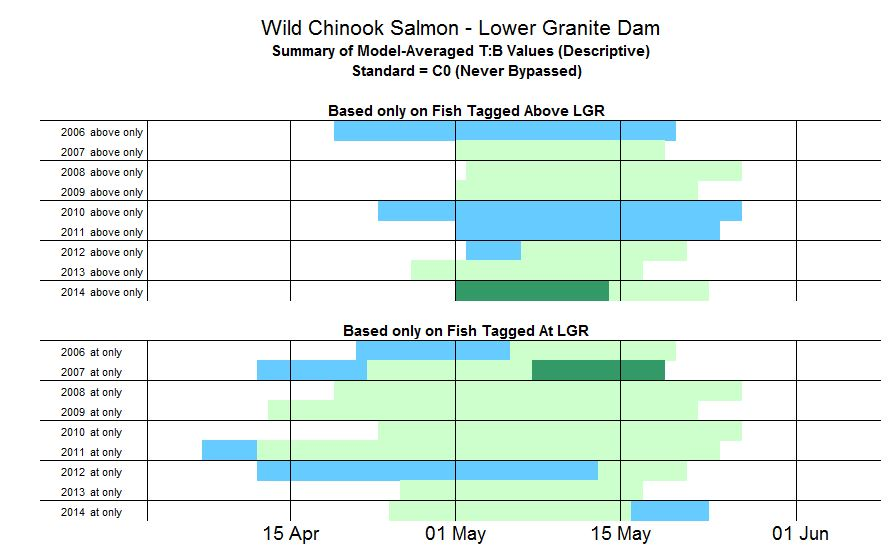 Wild Chinook Salmon - Lower Granite Dam
Summary of Model-Averaged T:B Values (Descriptive)
Standard = C0 (Never Bypassed)
Based only on Fish Tagged Above LGR
2006 above only
2007 above only
2008 above only
2009 above only
2010 above only
2011 above only
2012 above only
2013 above only
2014 above only
Based only on Fish Tagged At LGR
2006 at only
2007 at only
2008 at only
2009 at only
2010 at only
2011 at only
2012 at only
2013 at only
2014 at only
15 Apr 01 May 15 May 01 Jun